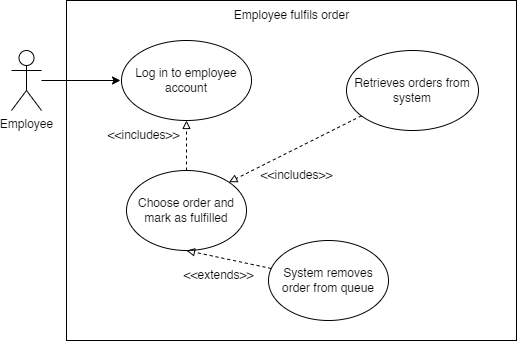 Employee fulfils order
Log in to employee
account
Retrieves orders from
system
Employee
<<includes>>
<<includes>>
Choose order and
mark as fulfilled
<<extends>>
System removes
order from queue